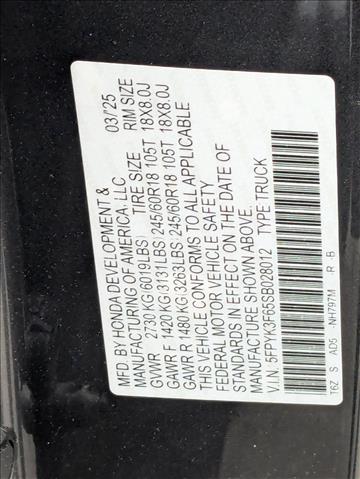 MFD. BY HONDA DEVELOPMENT & 03/25
MANUFACTURING OF AMERICA, LLC
TIRE SIZE RIM SIZE
GVWR 2730 KG (6019LBS)
GAWR F 1420 KG (3131LBS) 245/60R18 105T 18X8.0J
GAWR R 1480 KG (3263LBS) 245/60R18 105T 18X8.0J
THIS VEHICLE CONFORMS TO ALL APPLICABLE
FEDERAL MOTOR VEHICLE SAFETY
STANDARDS IN EFFECT ON THE DATE OF
MANUFACTURE SHOWN ABOVE.
V.I.N. 5FPYK3F65SB028012 TYPE: TRUCK
T6Z S AD5 NH797M R -B